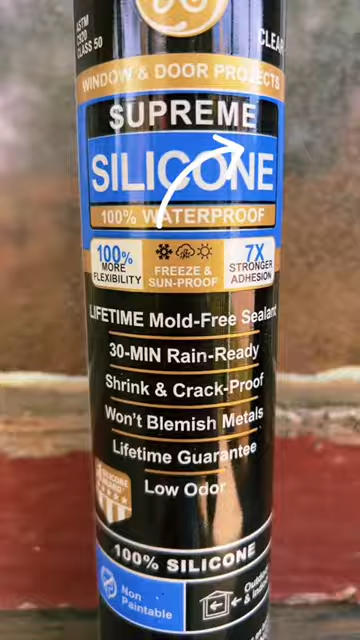 ASTM
C920
CLASS 50
CLEAR
WINDOW & DOOR PROJECTS
SUPREME
SILICONE
100% WATERPROOF
100%
MORE
FLEXIBILITY
FREEZE &
SUN-PROOF
7X
STRONGER
ADHESION
LIFETIME Mold-Free Sealant
30-MIN Rain-Ready
Shrink & Crack-Proof
Won't Blemish Metals
Lifetime Guarantee
Low Odor
SILICONE
100% SILICONE
Non
Paintable